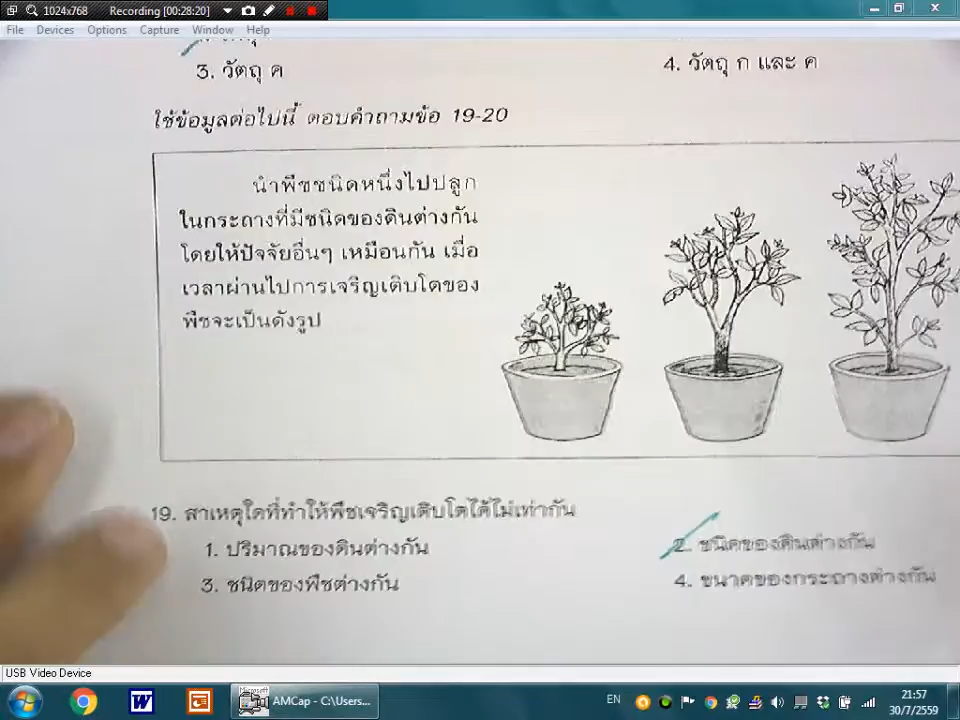 1024x768 Recording [00:28:20]
File Devices Options Capture Window Help
3. วัตถุ ค
4. วัตถุ ก และ ค
ใช้ข้อมูลต่อไปนี้ ตอบคำถามข้อ 19-20
นำพืชชนิดหนึ่งไปปลูก
ในกระถางที่มีชนิดของดินต่างกัน
โดยให้ปัจจัยอื่นๆ เหมือนกัน เมื่อ
เวลาผ่านไปการเจริญเติบโตของ
พืชจะเป็นดังรูป
19. สาเหตุใดที่ทำให้พืชเจริญเติบโตได้ไม่เท่ากัน
1. ปริมาณของดินต่างกัน
2. ชนิดของดินต่างกัน
3. ชนิดของพืชต่างกัน
4. ขนาดของกระถางต่างกัน
USB Video Device
Microsoft
AMCap - C:\Users...
EN
21:57
30/7/2559